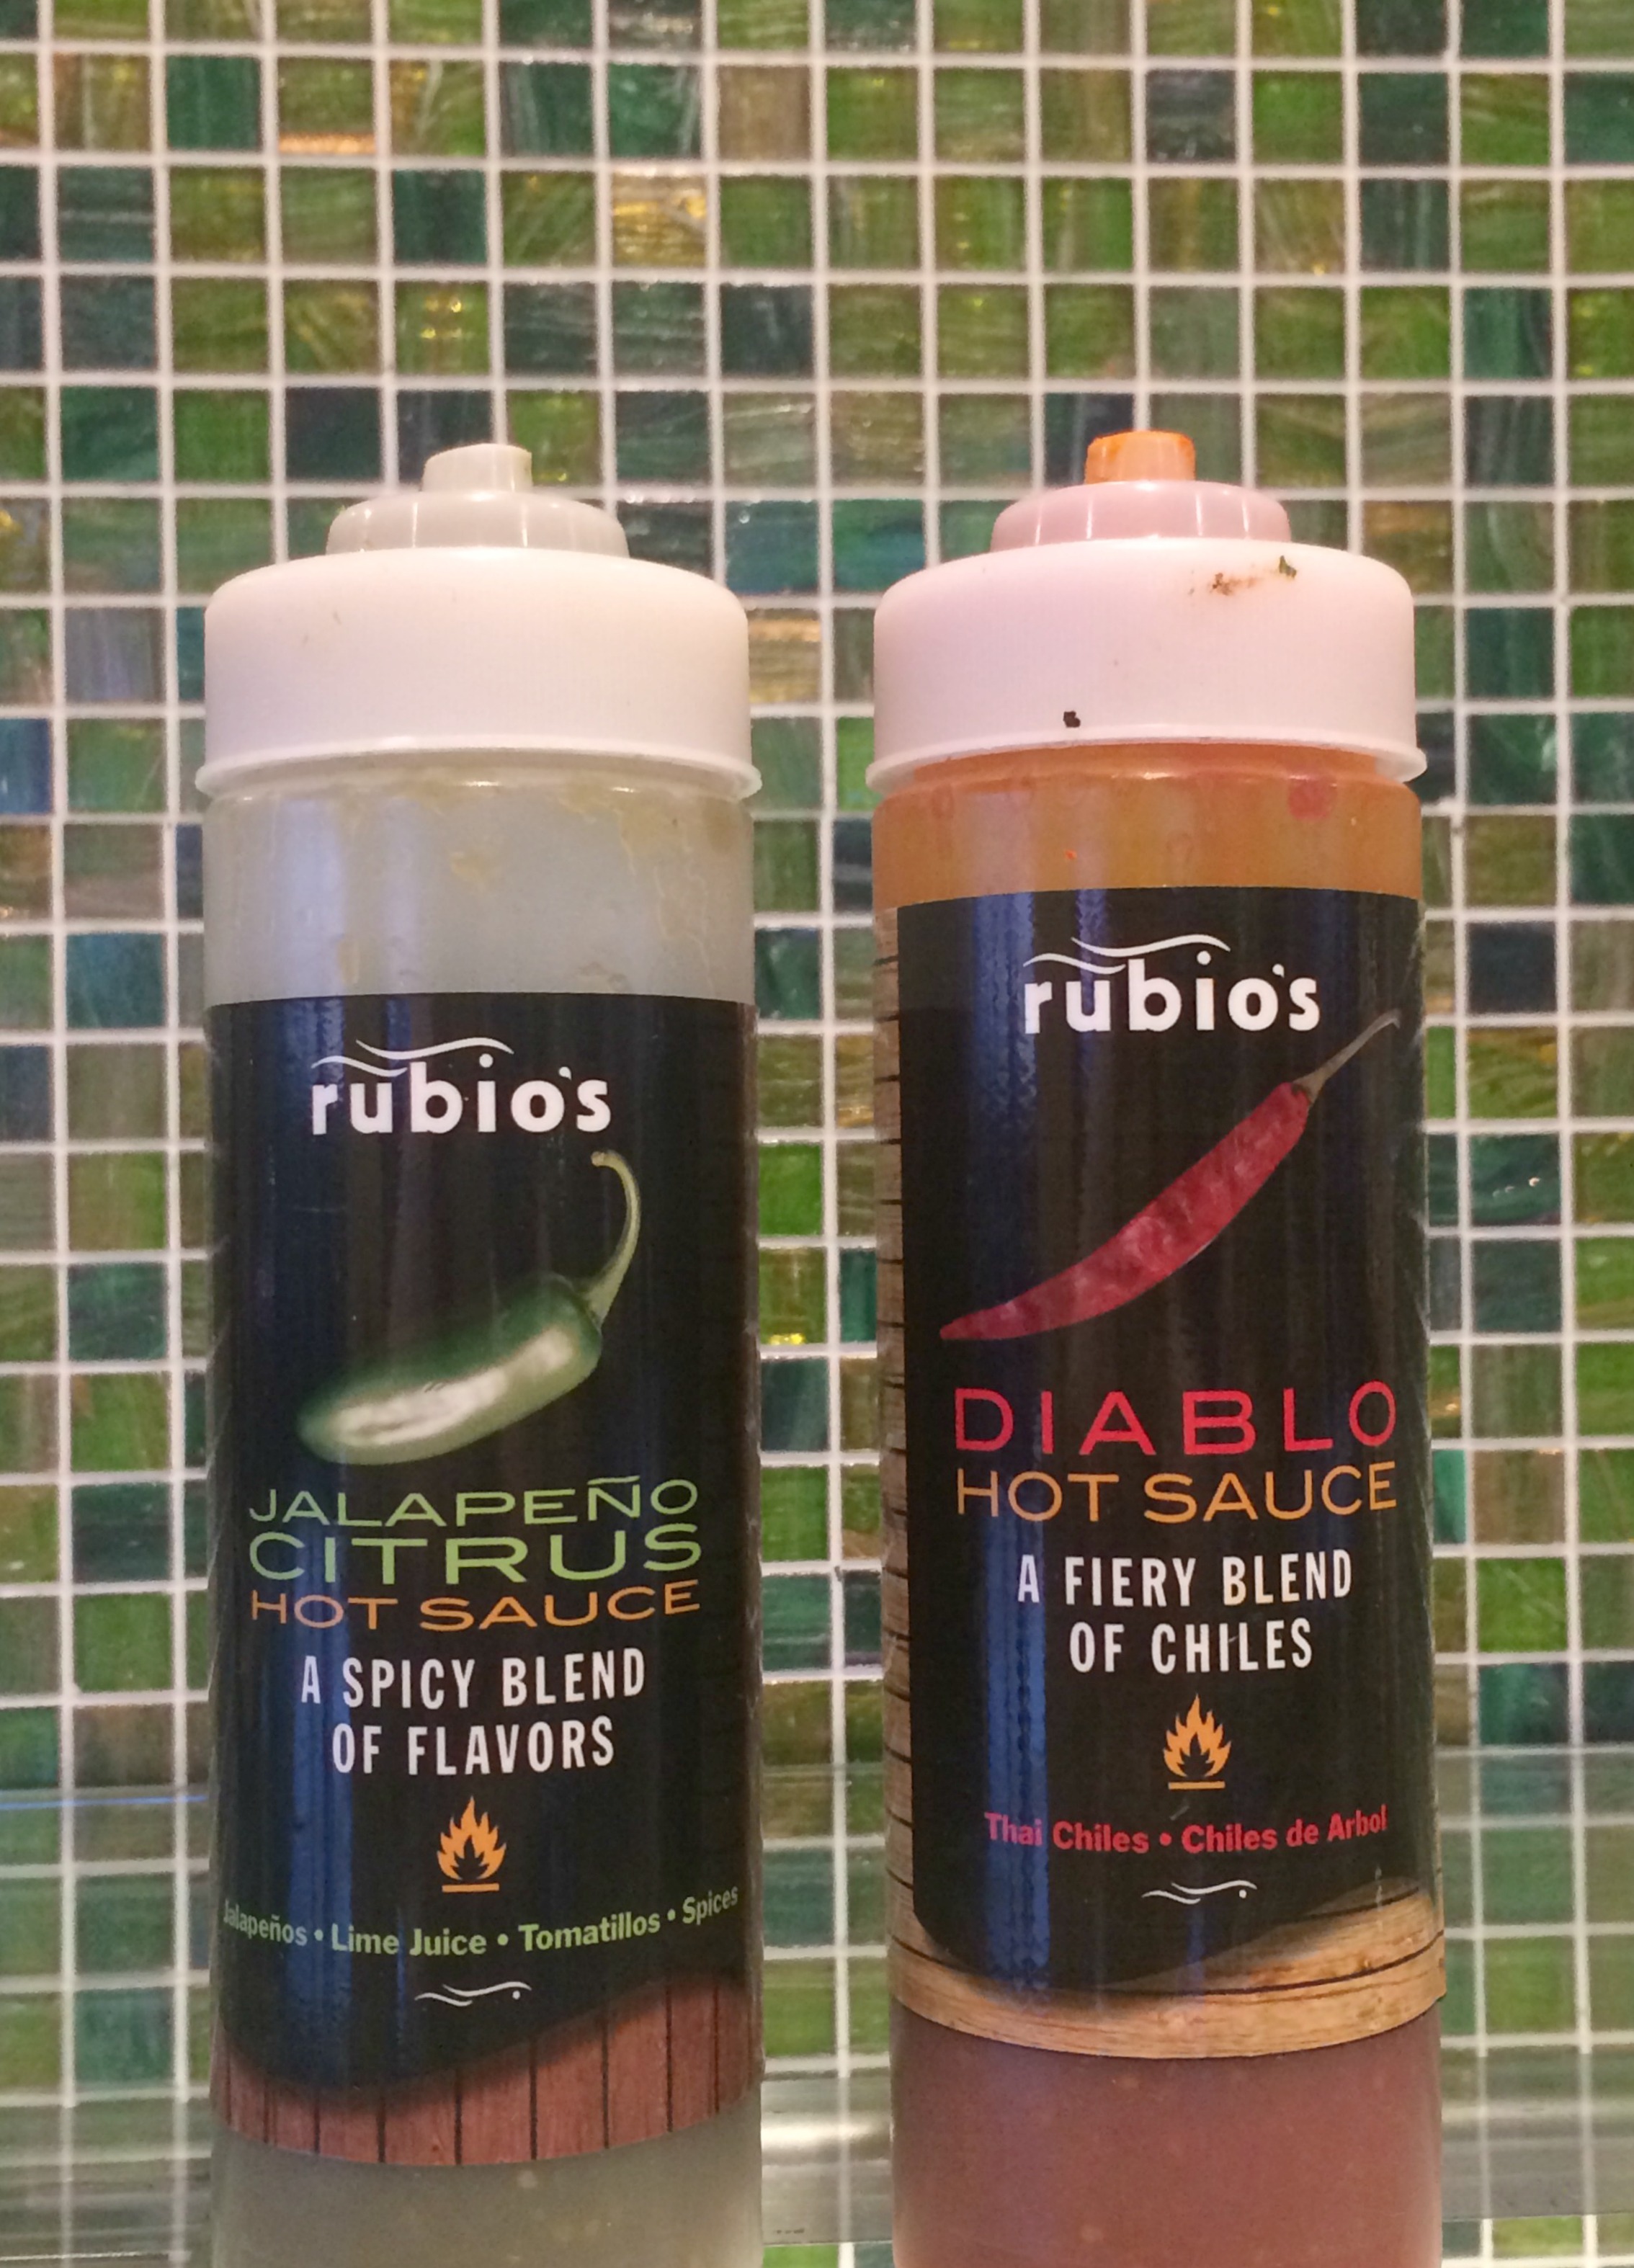 rubio's
JALAPEÑO
CITRUS
HOT SAUCE
A SPICY BLEND
OF FLAVORS
Jalapeños • Lime Juice • Tomatillos • Spices
rubio's
DIABLO
HOT SAUCE
A FIERY BLEND
OF CHILES
Thai Chiles • Chiles de Arbol